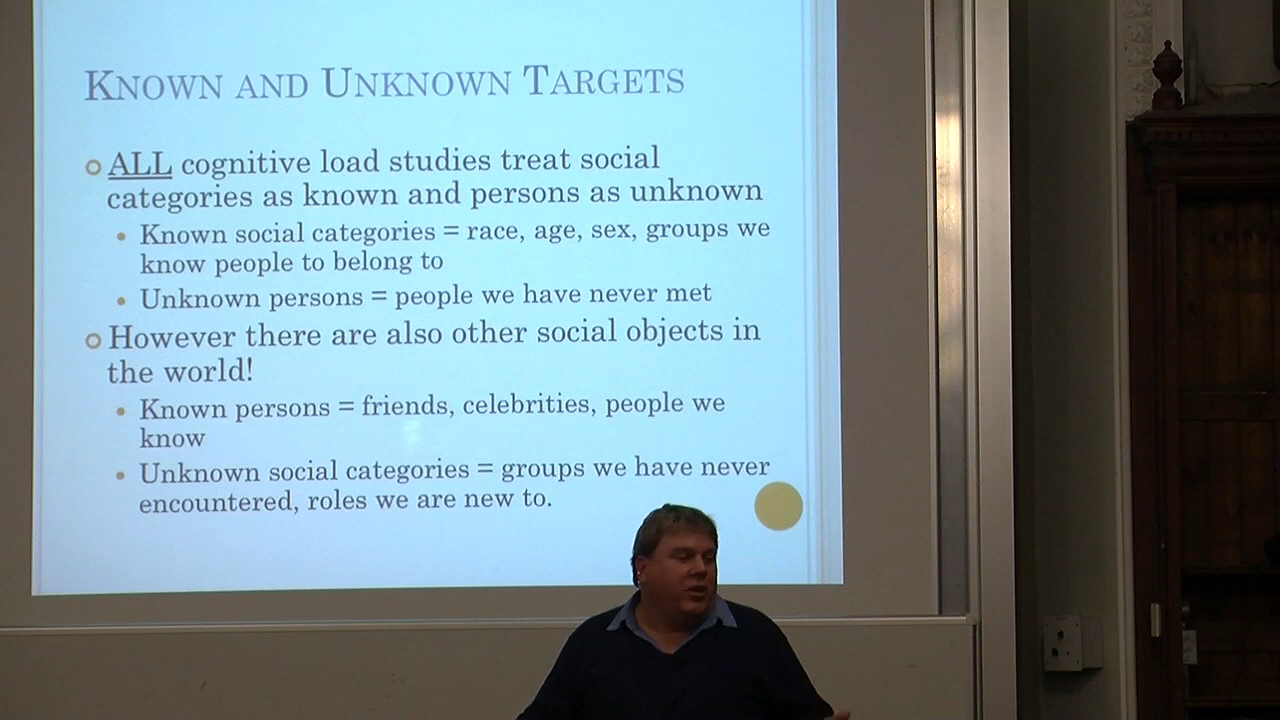 KNOWN AND UNKNOWN TARGETS
ALL cognitive load studies treat social
categories as known and persons as unknown
Known social categories = race, age, sex, groups we
know people to belong to
Unknown persons = people we have never met
However there are also other social objects in
the world!
Known persons = friends, celebrities, people we
know
Unknown social categories = groups we have never
encountered, roles we are new to.